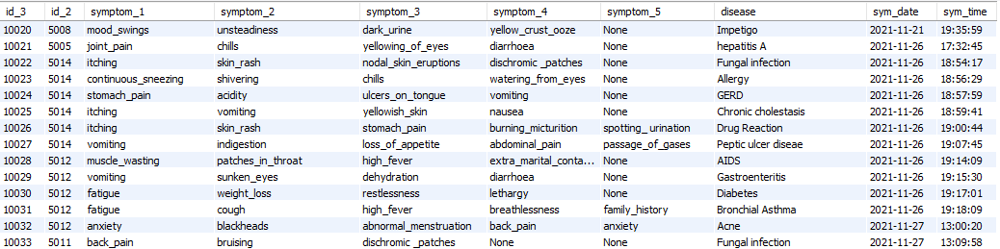 id_3 id_2 symptom_1 symptom_2 symptom_3 symptom_4 symptom_5 disease sym_date sym_time
10020 5008 mood_swings unsteadiness dark_urine yellow_crust_ooze None Impetigo 2021-11-21 19:35:59
10021 5005 joint_pain chills yellowing_of_eyes diarrhoea None hepatitis A 2021-11-26 17:32:45
10022 5014 itching skin_rash nodal_skin_eruptions dischromic _patches None Fungal infection 2021-11-26 18:54:17
10023 5014 continuous_sneezing shivering chills watering_from_eyes None Allergy 2021-11-26 18:56:29
10024 5014 stomach_pain acidity ulcers_on_tongue vomiting None GERD 2021-11-26 18:57:59
10025 5014 itching vomiting yellowish_skin nausea None Chronic cholestasis 2021-11-26 18:59:41
10026 5014 itching skin_rash stomach_pain burning_micturition spotting_ urination Drug Reaction 2021-11-26 19:00:44
10027 5014 vomiting indigestion loss_of_appetite abdominal_pain passage_of_gases Peptic ulcer diseae 2021-11-26 19:07:45
10028 5012 muscle_wasting patches_in_throat high_fever extra_marital_conta... None AIDS 2021-11-26 19:14:09
10029 5012 vomiting sunken_eyes dehydration diarrhoea None Gastroenteritis 2021-11-26 19:15:30
10030 5012 fatigue weight_loss restlessness lethargy None Diabetes 2021-11-26 19:17:01
10031 5012 fatigue cough high_fever breathlessness family_history Bronchial Asthma 2021-11-26 19:18:09
10032 5012 anxiety blackheads abnormal_menstruation back_pain anxiety Acne 2021-11-27 13:00:20
10033 5011 back_pain bruising dischromic _patches None None Fungal infection 2021-11-27 13:09:58